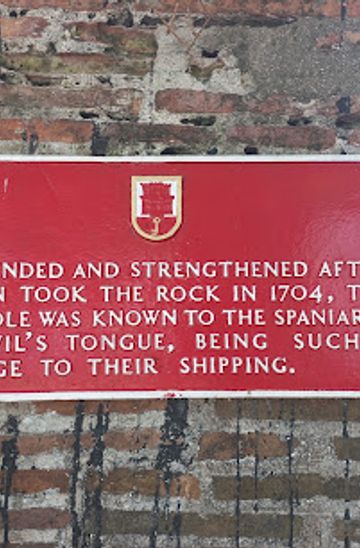 NDED AND STRENGTHENED AFT
N TOOK THE ROCK IN 1704, T
OLE WAS KNOWN TO THE SPANIAR
VIL'S TONGUE, BEING SUCH
GE TO THEIR SHIPPING.